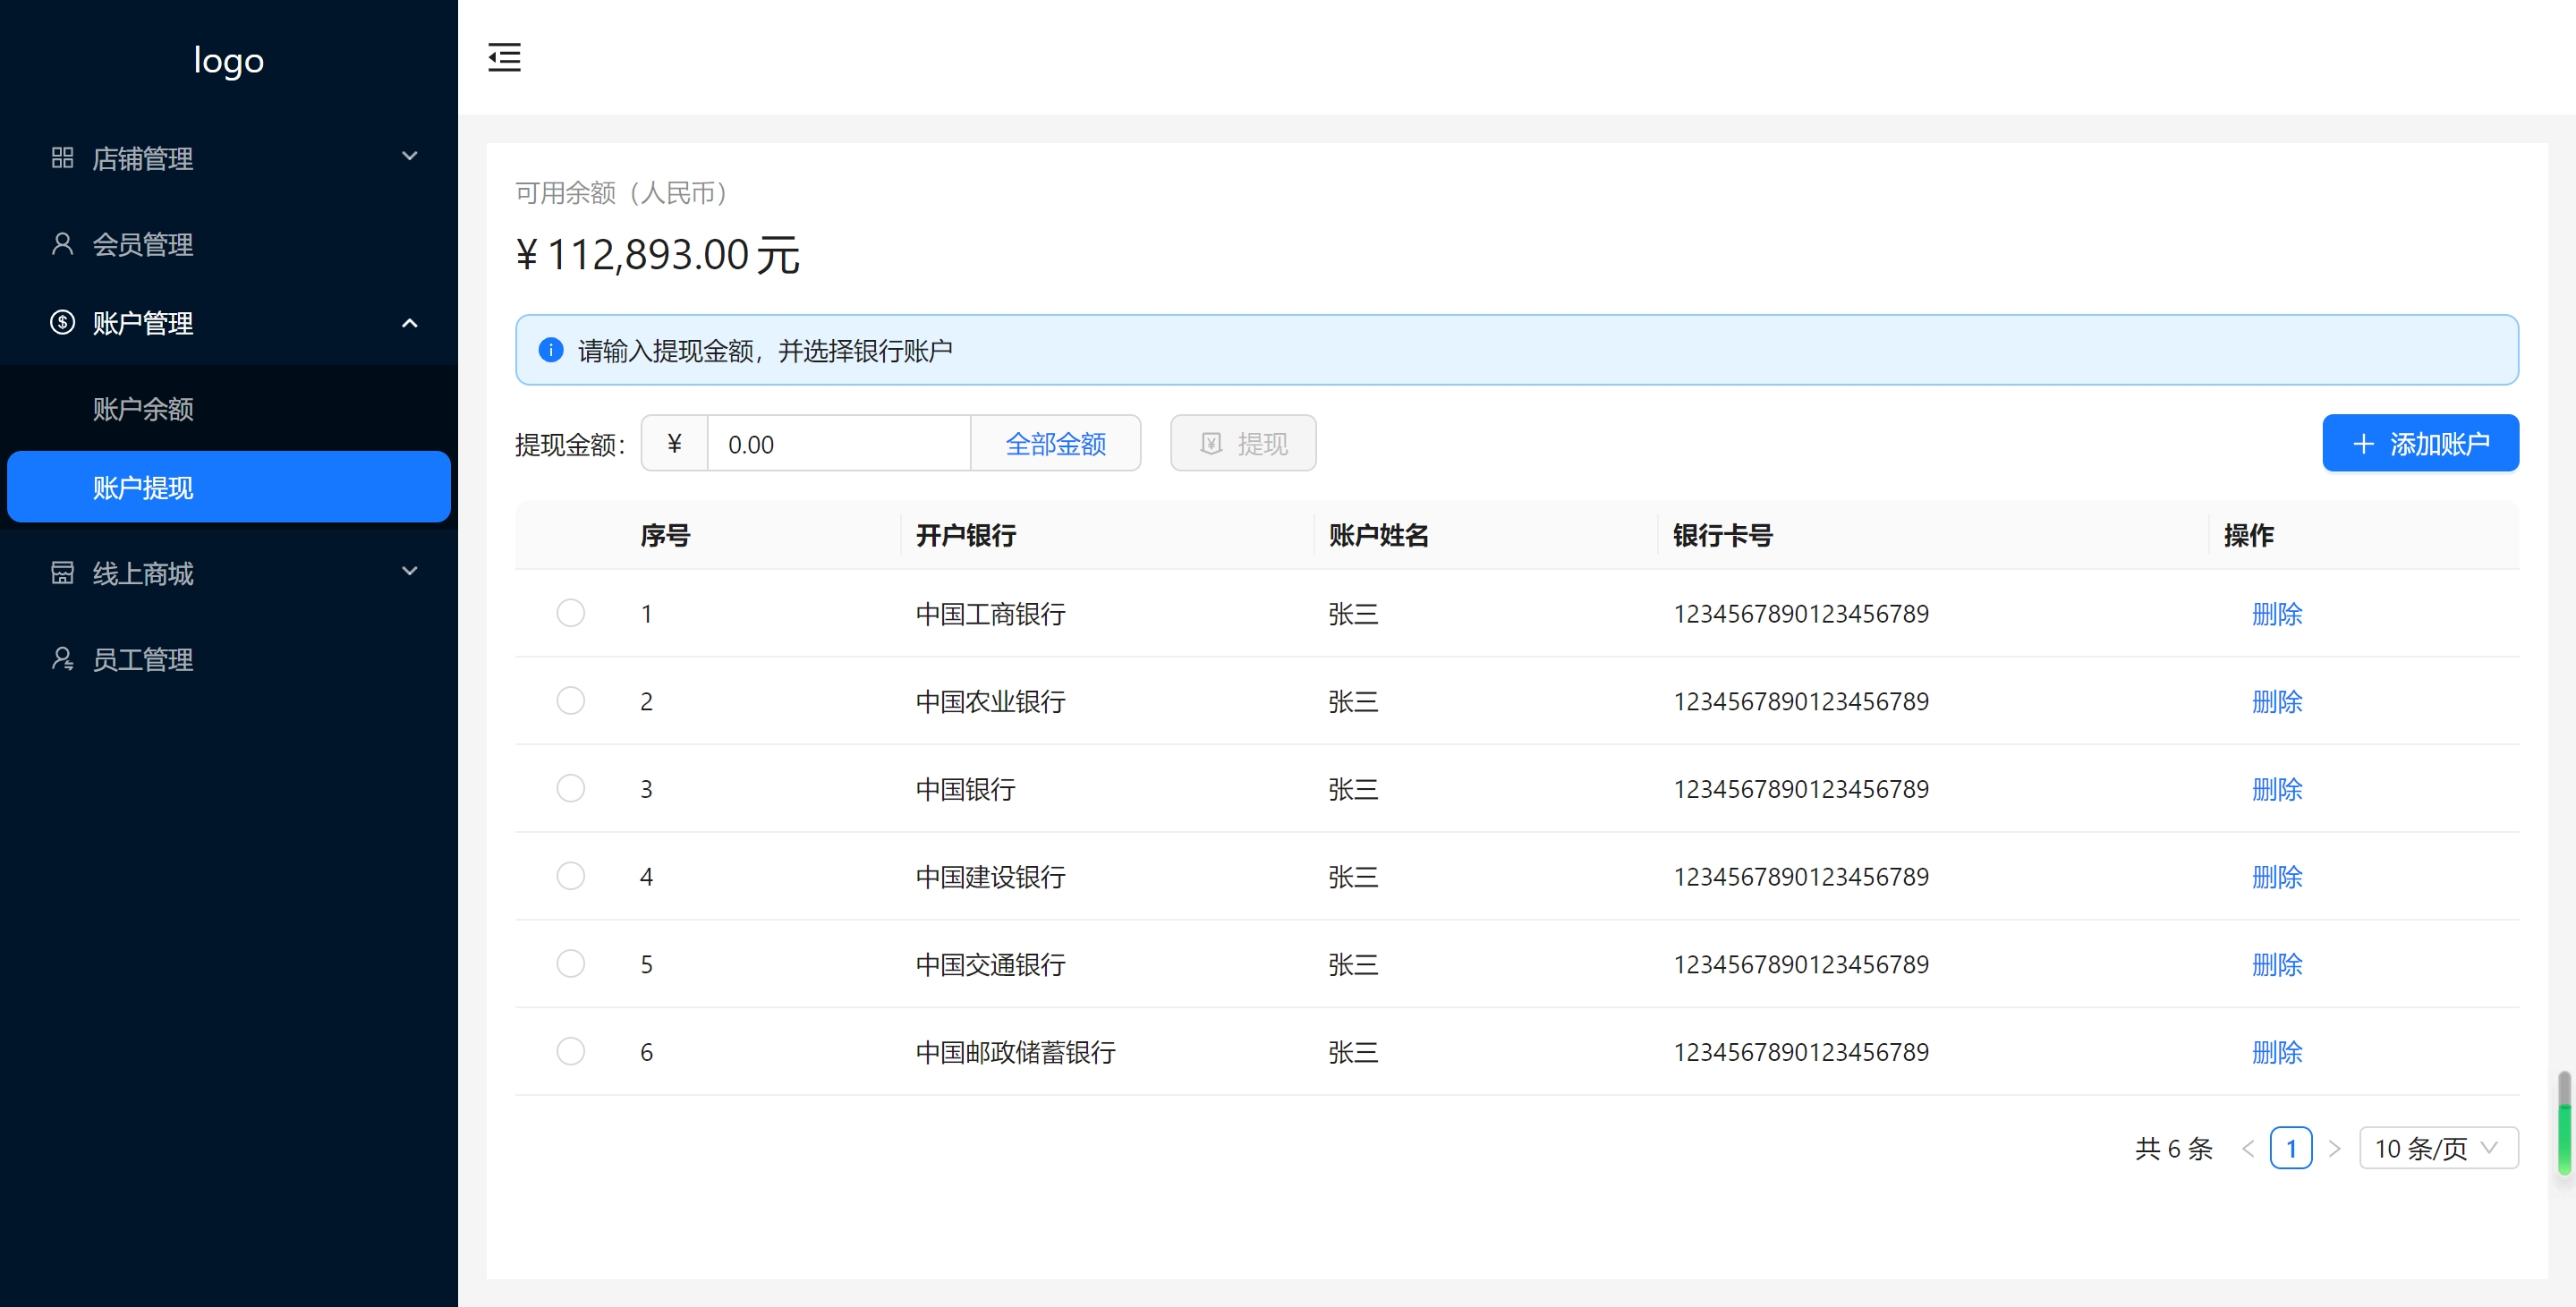 logo
店铺管理
会员管理
账户管理
账户余额
账户提现
线上商城
员工管理
可用余额（人民币）
¥ 112,893.00 元
请输入提现金额，并选择银行账户
提现金额： ¥ 0.00 全部金额 提现 添加账户
序号 开户银行 账户姓名 银行卡号 操作
1 中国工商银行 张三 1234567890123456789 删除
2 中国农业银行 张三 1234567890123456789 删除
3 中国银行 张三 1234567890123456789 删除
4 中国建设银行 张三 1234567890123456789 删除
5 中国交通银行 张三 1234567890123456789 删除
6 中国邮政储蓄银行 张三 1234567890123456789 删除
共 6 条 < 1 > 10 条/页